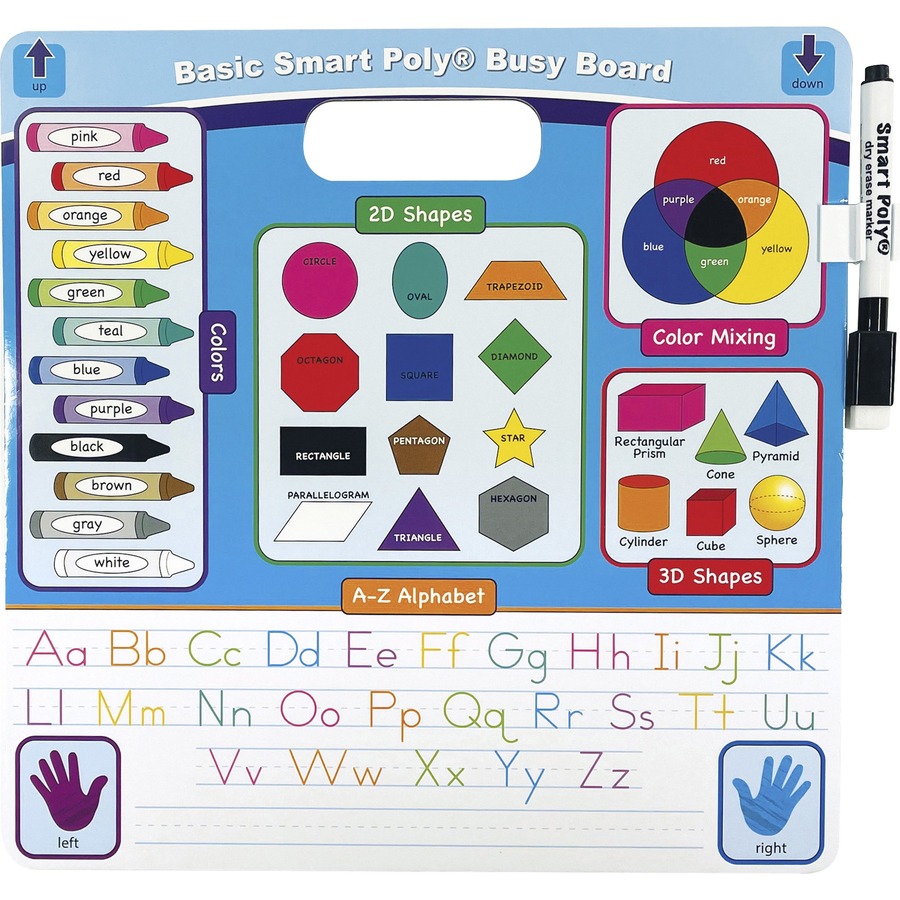 Basic Smart Poly® Busy Board
up
down
pink
red
orange
yellow
green
teal
blue
purple
black
brown
gray
white
Colors
2D Shapes
CIRCLE
OVAL
TRAPEZOID
OCTAGON
SQUARE
DIAMOND
RECTANGLE
PENTAGON
STAR
PARALLELOGRAM
TRIANGLE
HEXAGON
red
purple
orange
blue
yellow
green
Color Mixing
Rectangular
Prism
Cone
Pyramid
Cylinder
Cube
Sphere
3D Shapes
Smart Poly®
dry erase marker
A-Z Alphabet
Aa Bb Cc Dd Ee Ff Gg Hh Ii Jj Kk
Ll Mm Nn Oo Pp Qq Rr Ss Tt Uu
Vv Ww Xx Yy Zz
left
right